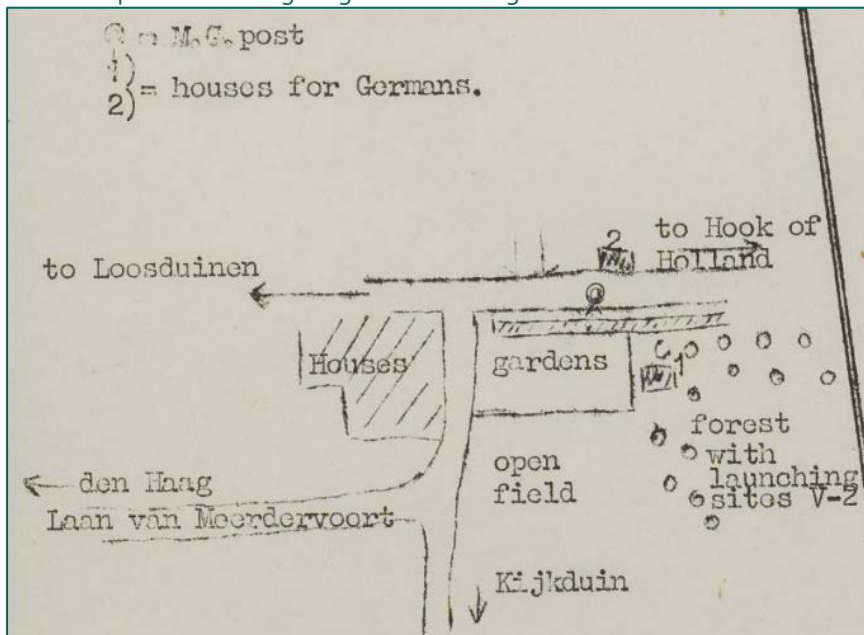 = M.G. post
1)
2) = houses for Germans.
2
to Hook of
Holland
to Loosduinen
Houses
gardens
1
forest
with
launching
sites V-2
open
field
den Haag
Laan van Meerdervoort
Kijkduin